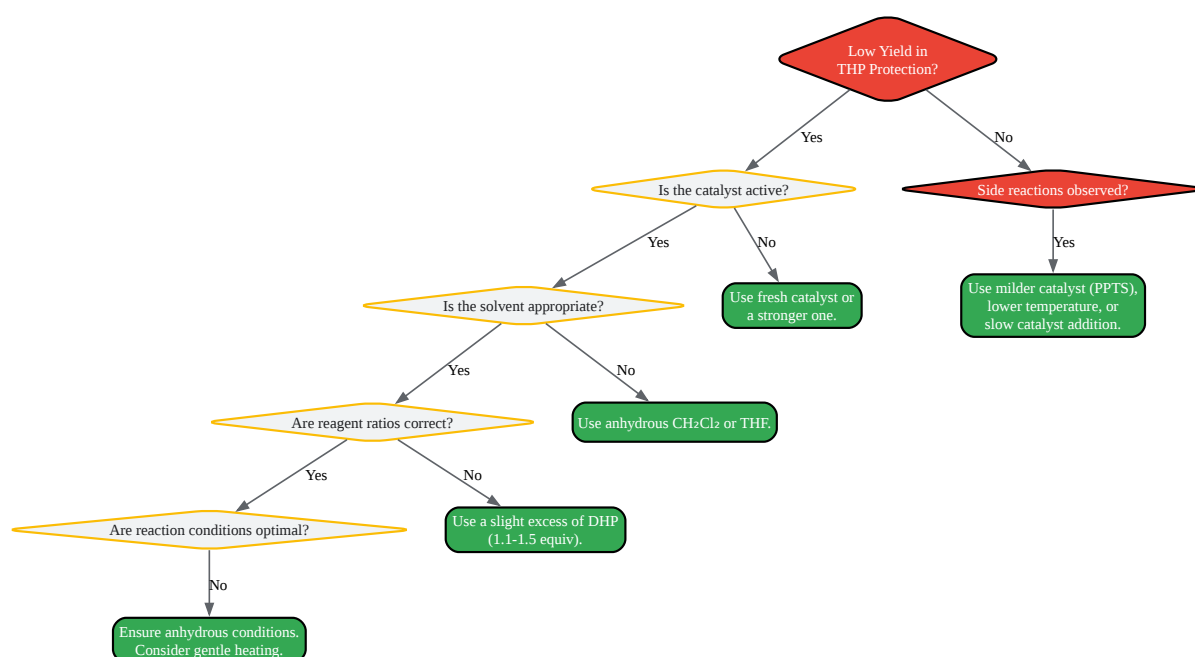 Low Yield in
THP Protection?
Yes
No
Is the catalyst active?
Side reactions observed?
Yes
No
Yes
Is the solvent appropriate?
Use fresh catalyst or
a stronger one.
Use milder catalyst (PPTS),
lower temperature, or
slow catalyst addition.
Yes
No
Are reagent ratios correct?
Use anhydrous CH₂Cl₂ or THF.
Yes
No
Are reaction conditions optimal?
Use a slight excess of DHP
(1.1-1.5 equiv).
No
Ensure anhydrous conditions.
Consider gentle heating.